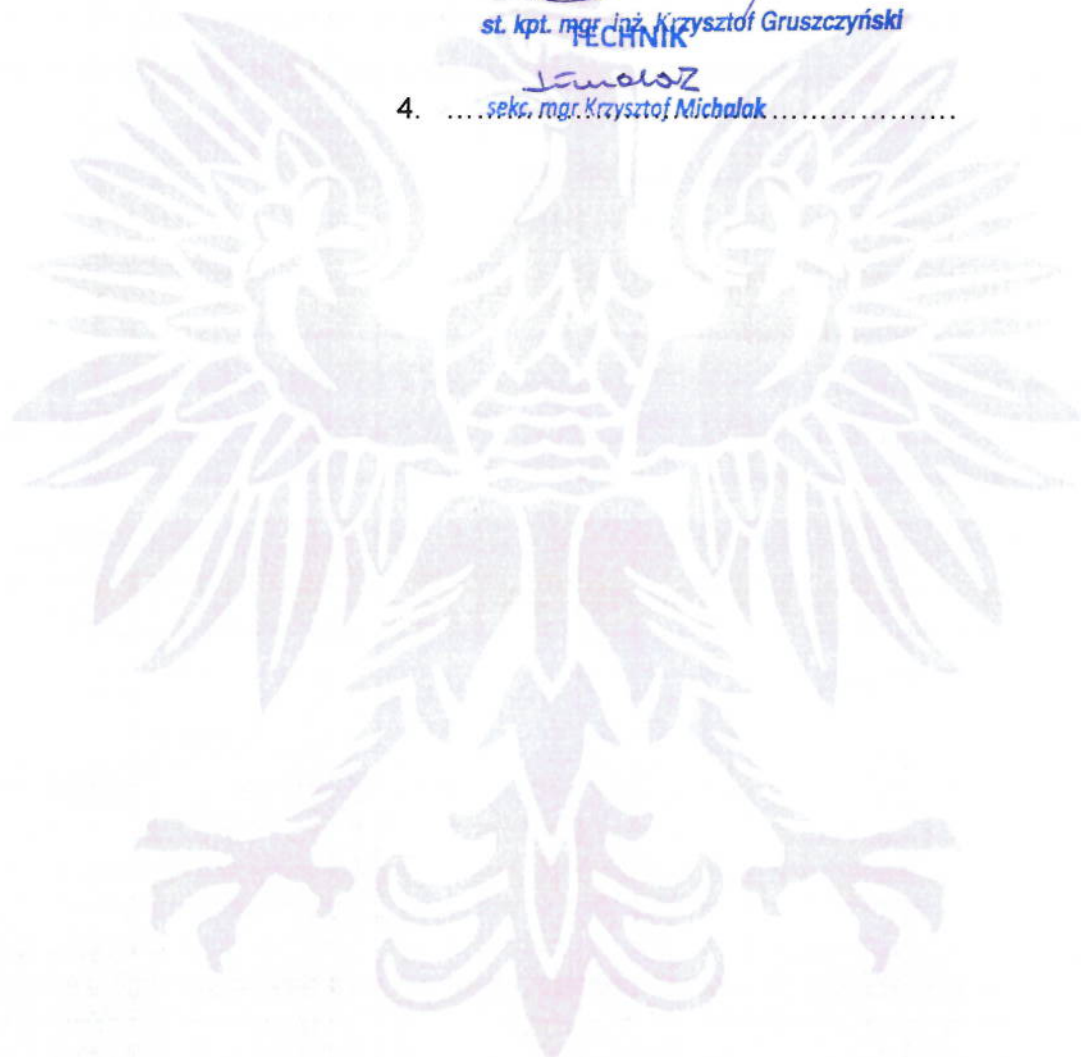 st. kpt. mgr inż. Krzysztof Gruszczyński
TECHNIK
4. ....sekc. mgr Krzysztof Michalak........................